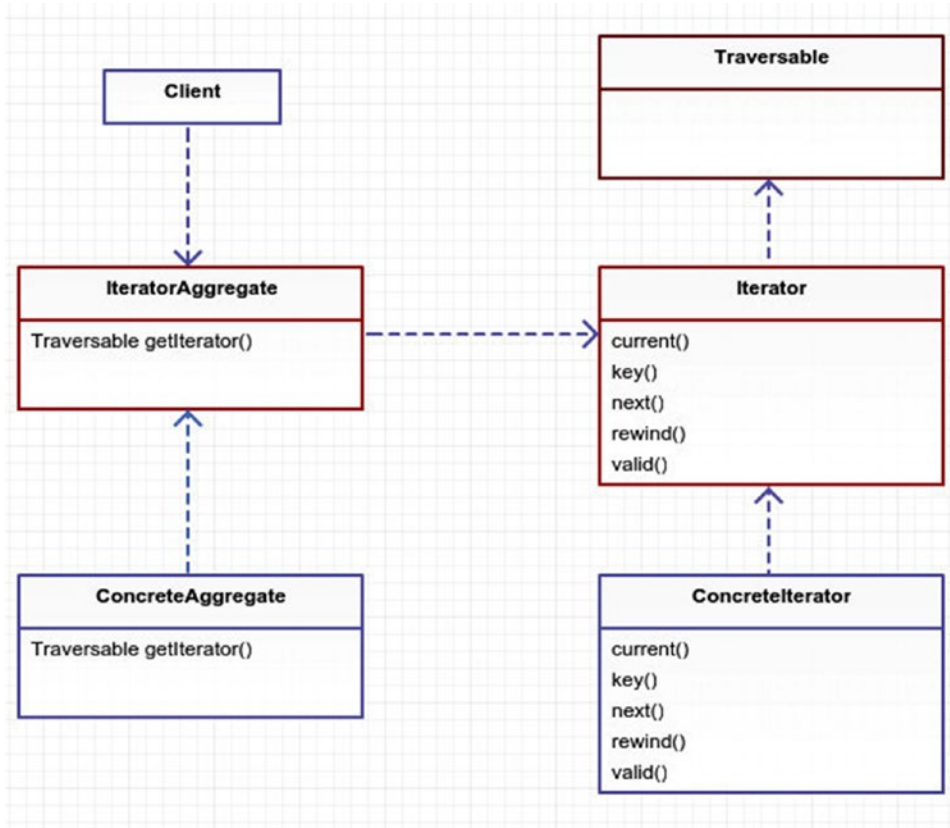 Client
Traversable
IteratorAggregate
Traversable getIterator()
Iterator
current()
key()
next()
rewind()
valid()
ConcreteAggregate
Traversable getIterator()
ConcreteIterator
current()
key()
next()
rewind()
valid()